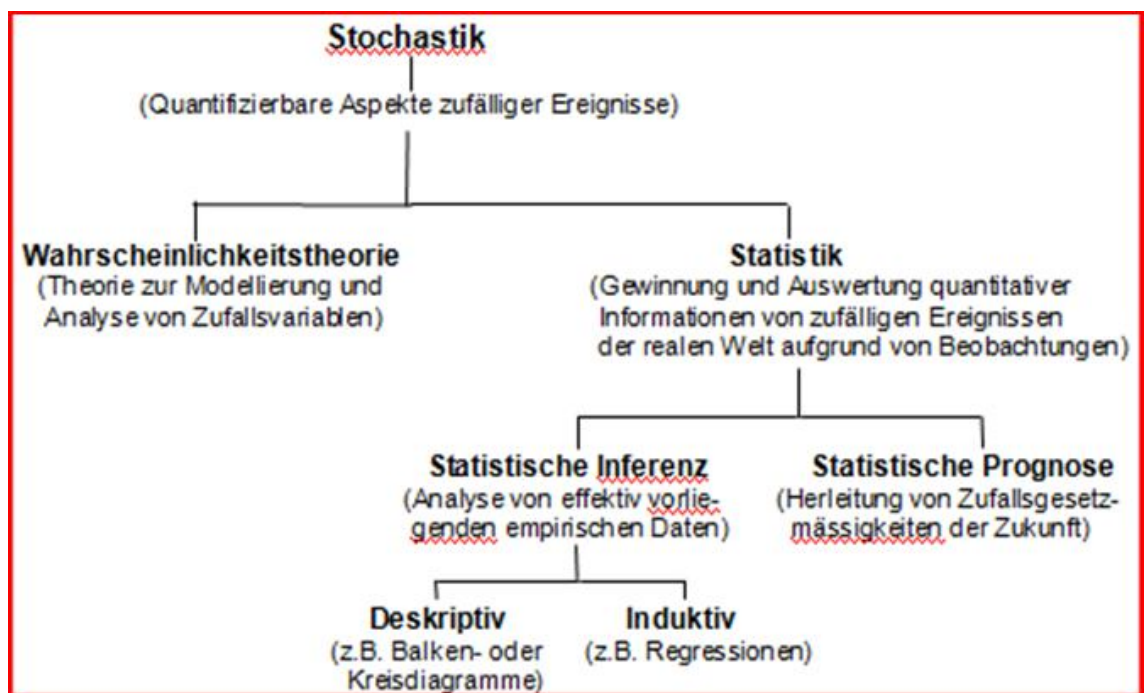 Stochastik
(Quantifizierbare Aspekte zufälliger Ereignisse)
Wahrscheinlichkeitstheorie
(Theorie zur Modellierung und
Analyse von Zufallsvariablen)
Statistik
(Gewinnung und Auswertung quantitativer
Informationen von zufälligen Ereignissen
der realen Welt aufgrund von Beobachtungen)
Statistische Inferenz
(Analyse von effektiv vorlie-
genden empirischen Daten)
Statistische Prognose
(Herleitung von Zufallsgesetz-
mässigkeiten der Zukunft)
Deskriptiv
(z.B. Balken- oder
Kreisdiagramme)
Induktiv
(z.B. Regressionen)